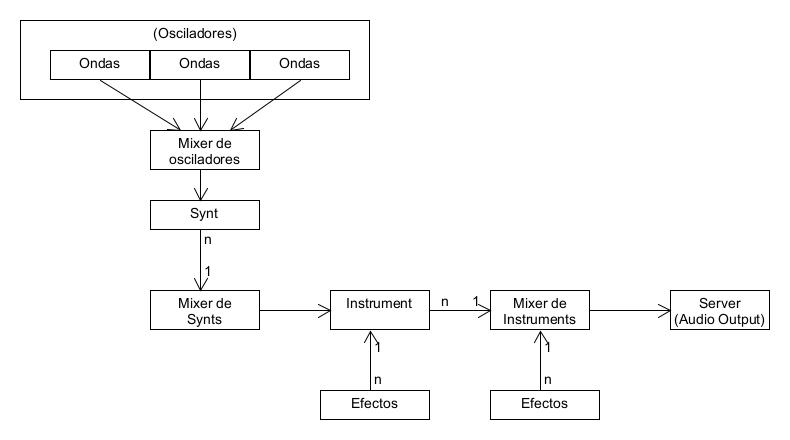 (Osciladores)
Ondas
Ondas
Ondas
Mixer de
osciladores
Synt
n
1
Mixer de
Synts
Instrument
n
1
Mixer de
Instruments
Server
(Audio Output)
1
n
Efectos
1
n
Efectos